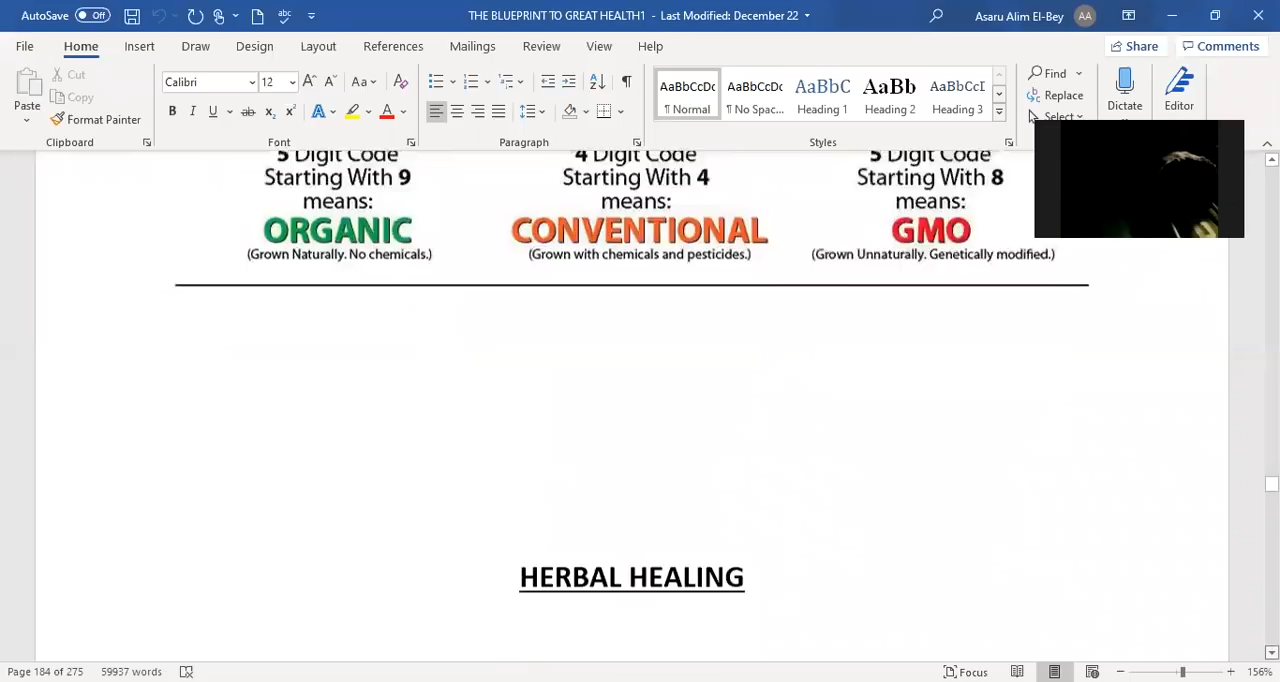 AutoSave Off THE BLUEPRINT TO GREAT HEALTH1 - Last Modified: December 22 Asaru Alim El-Bey AA
File Home Insert Draw Design Layout References Mailings Review View Help Share Comments
Paste Cut Copy Format Painter
Calibri 12
AaBbCcDc AaBbCcDc AaBbC AaBb AaBbCcI
¶ Normal ¶ No Spac... Heading 1 Heading 2 Heading 3
Find Replace Select
Dictate Editor
Clipboard Font Paragraph Styles
5 Digit Code
Starting With 9
means:
ORGANIC
(Grown Naturally. No chemicals.)
4 Digit Code
Starting With 4
means:
CONVENTIONAL
(Grown with chemicals and pesticides.)
5 Digit Code
Starting With 8
means:
GMO
(Grown Unnaturally. Genetically modified.)
HERBAL HEALING
Page 184 of 275 59937 words Focus 156%